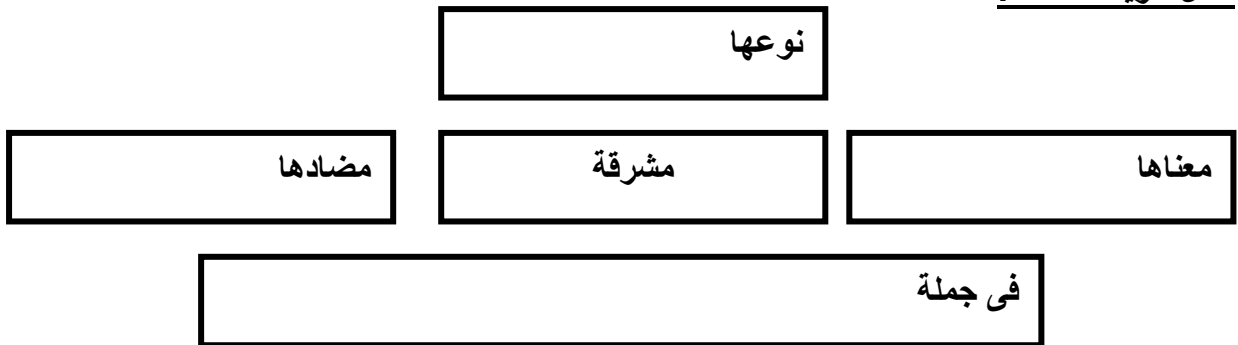 نوعها
معناها
مشرقة
مضادها
فى جملة